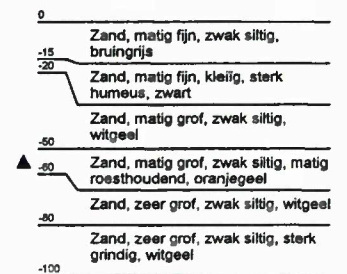 0
Zand, matig fijn, zwak siltig,
bruingrijs
-15
-20
Zand, matig fijn, kleiïg, sterk
humeus, zwart
Zand, matig grof, zwak siltig,
witgeel
-50
Zand, matig grof, zwak siltig, matig
roesthoudend, oranjegeel
-60
Zand, zeer grof, zwak siltig, witgeel
-80
Zand, zeer grof, zwak siltig, sterk
grindig, witgeel
-100